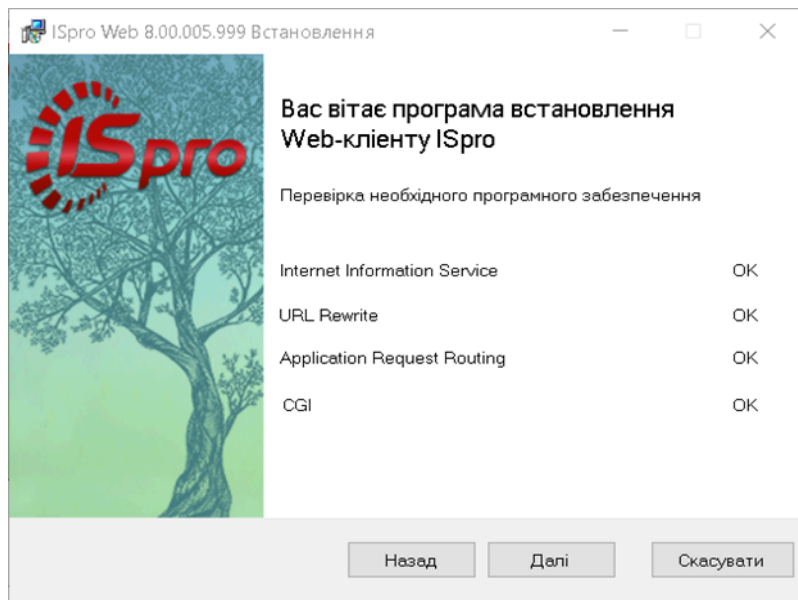 ISpro Web 8.00.005.999 Встановлення
ISpro
Вас вітає програма встановлення
Web-клієнту ISpro
Перевірка необхідного програмного забезпечення
Internet Information Service OK
URL Rewrite OK
Application Request Routing OK
CGI OK
Назад Далі Скасувати